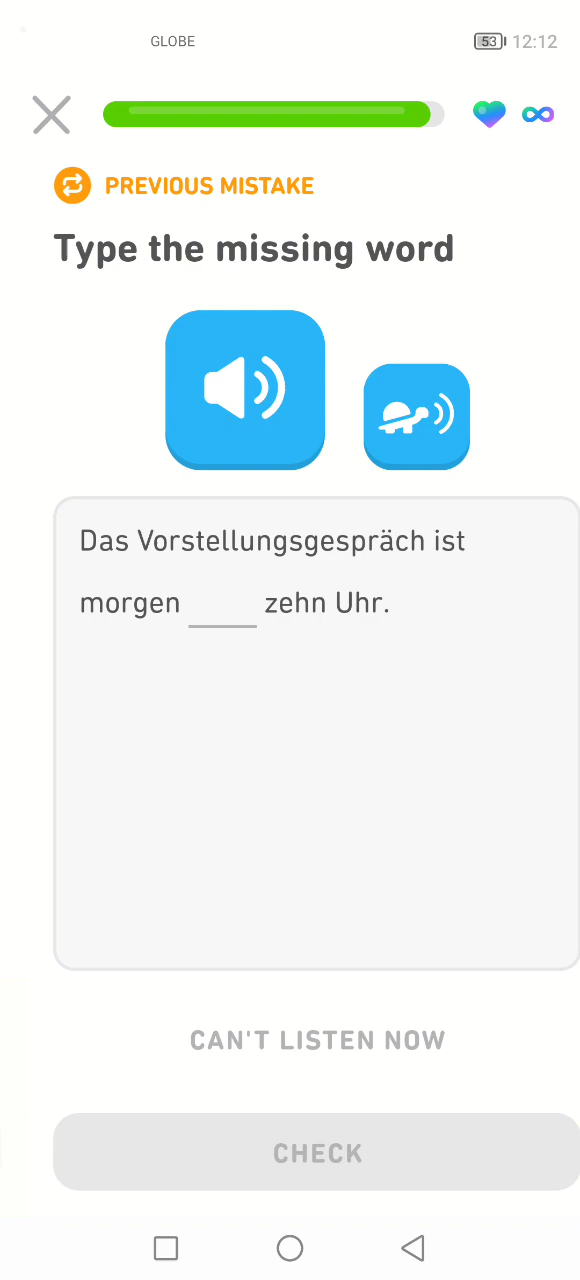 GLOBE 53 12:12
PREVIOUS MISTAKE
Type the missing word
Das Vorstellungsgespräch ist
morgen ____ zehn Uhr.
CAN'T LISTEN NOW
CHECK